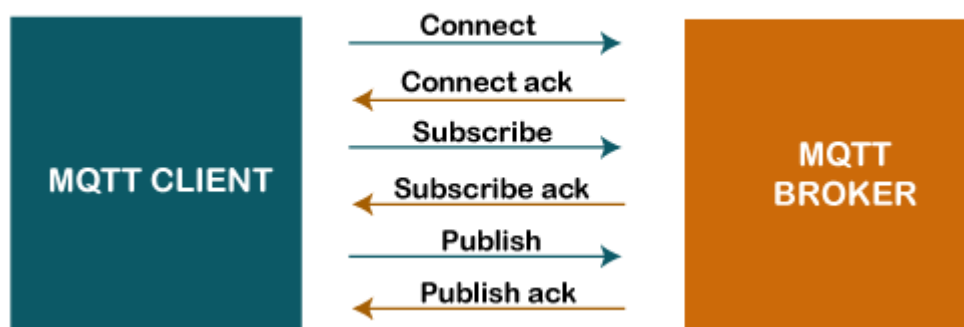 Connect
Connect ack
Subscribe
MQTT CLIENT
MQTT
BROKER
Subscribe ack
Publish
Publish ack